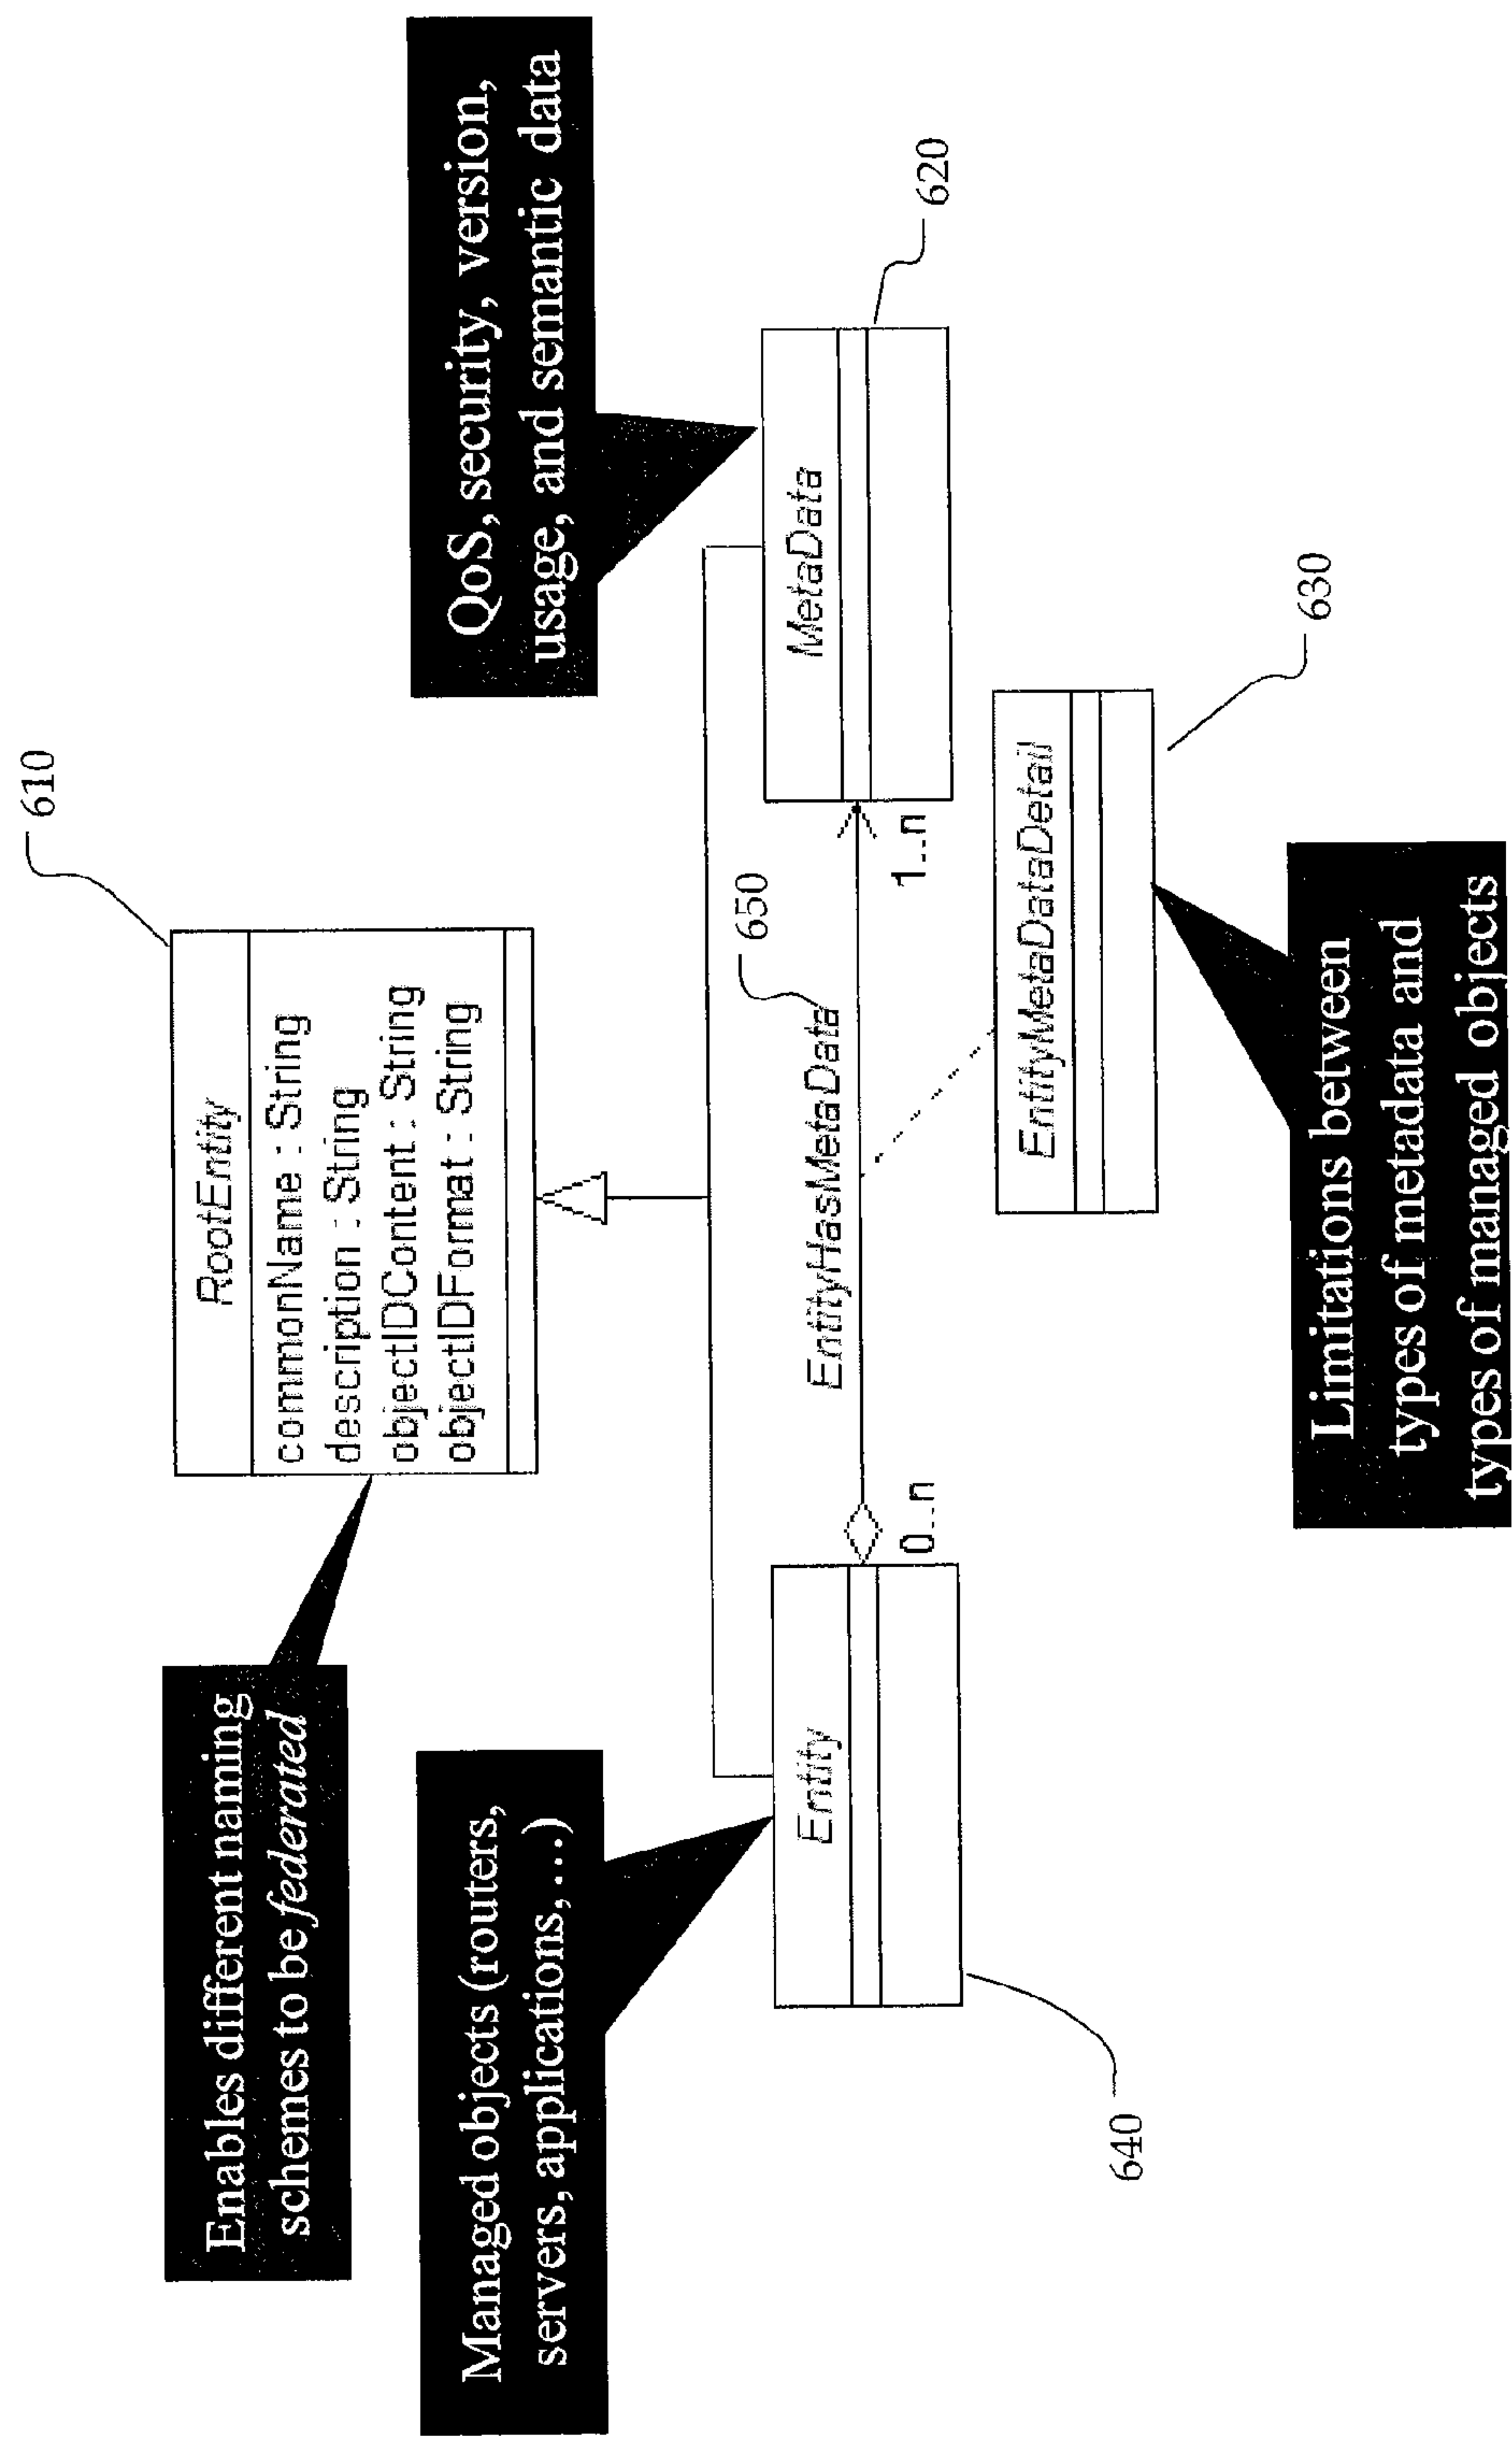 610
RootEntity
commonName : String
description : String
objectIDContent : String
objectIDFormat : String
Enables different naming
schemes to be federated
QoS, security, version,
usage, and semantic data
Managed objects (routers,
servers, applications,...)
Entity
MetaData
620
650
EntityHasMetaData
0..n
1..n
EntityMetaDataDetail
630
640
Limitations between
types of metadata and
types of managed objects